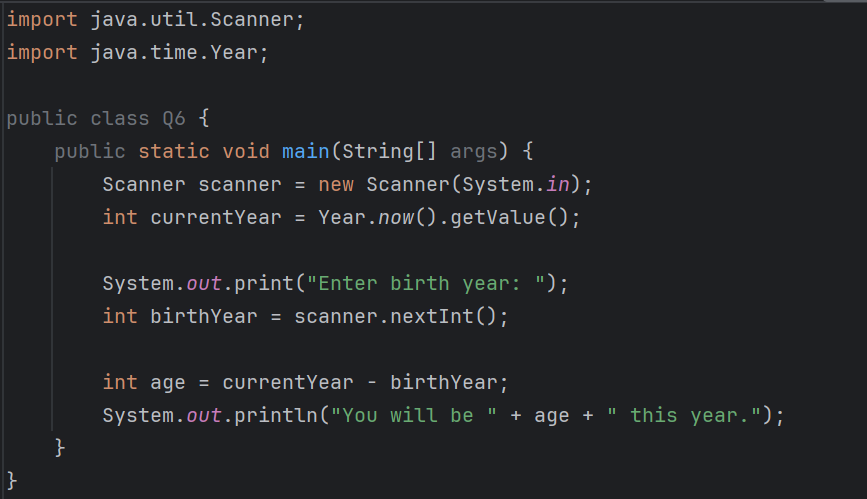 import java.util.Scanner;
import java.time.Year;

public class Q6 {
    public static void main(String[] args) {
        Scanner scanner = new Scanner(System.in);
        int currentYear = Year.now().getValue();

        System.out.print("Enter birth year: ");
        int birthYear = scanner.nextInt();

        int age = currentYear - birthYear;
        System.out.println("You will be " + age + " this year.");
    }
}